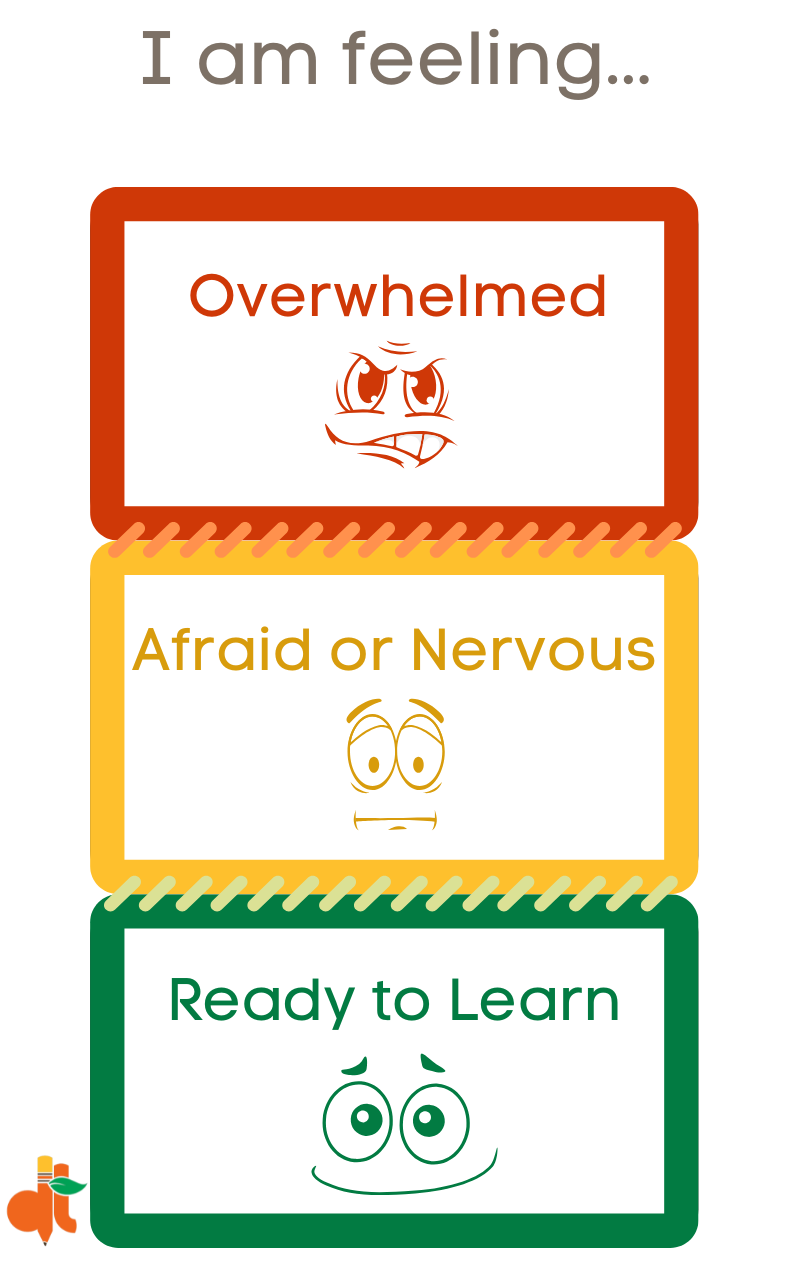 I am feeling...
Overwhelmed
Afraid or Nervous
Ready to Learn